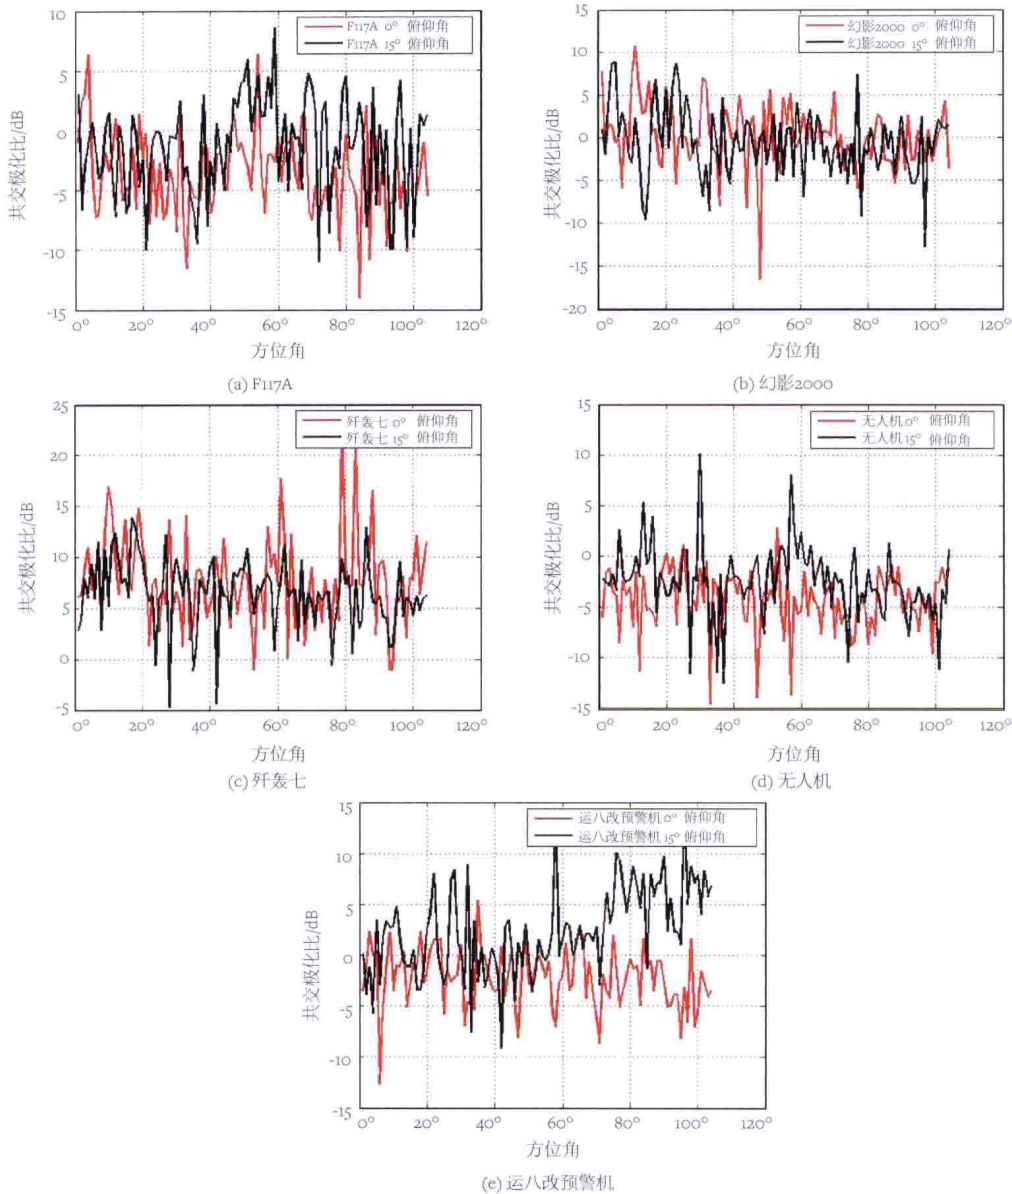 F117A 0° 俯仰角
F117A 15° 俯仰角
10
5
0
-5
-10
-15
共交极化比/dB
0° 20° 40° 60° 80° 100° 120°
方位角
(a) F117A
幻影2000 0° 俯仰角
幻影2000 15° 俯仰角
15
10
5
0
-5
-10
-15
-20
共交极化比/dB
0° 20° 40° 60° 80° 100° 120°
方位角
(b) 幻影2000
歼轰七 0° 俯仰角
歼轰七 15° 俯仰角
25
20
15
10
5
0
-5
共交极化比/dB
0° 20° 40° 60° 80° 100° 120°
方位角
(c) 歼轰七
无人机 0° 俯仰角
无人机 15° 俯仰角
15
10
5
0
-5
-10
-15
共交极化比/dB
0° 20° 40° 60° 80° 100° 120°
方位角
(d) 无人机
运八改预警机 0° 俯仰角
运八改预警机 15° 俯仰角
15
10
5
0
-5
-10
-15
共交极化比/dB
0° 20° 40° 60° 80° 100° 120°
方位角
(e) 运八改预警机